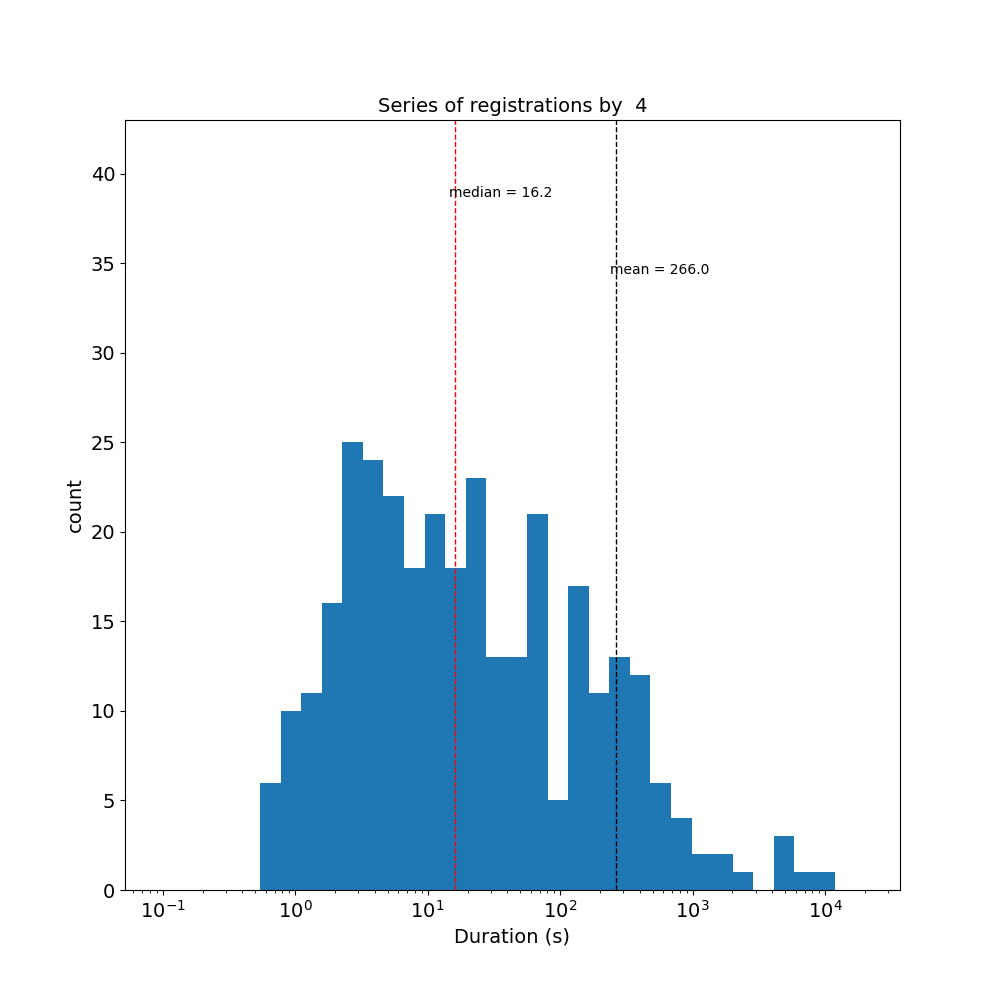 Series of registrations by  4
40
35
30
25
20
15
10
5
0
median = 16.2
mean = 266.0
count
10⁻¹ 10⁰ 10¹ 10² 10³ 10⁴
Duration (s)